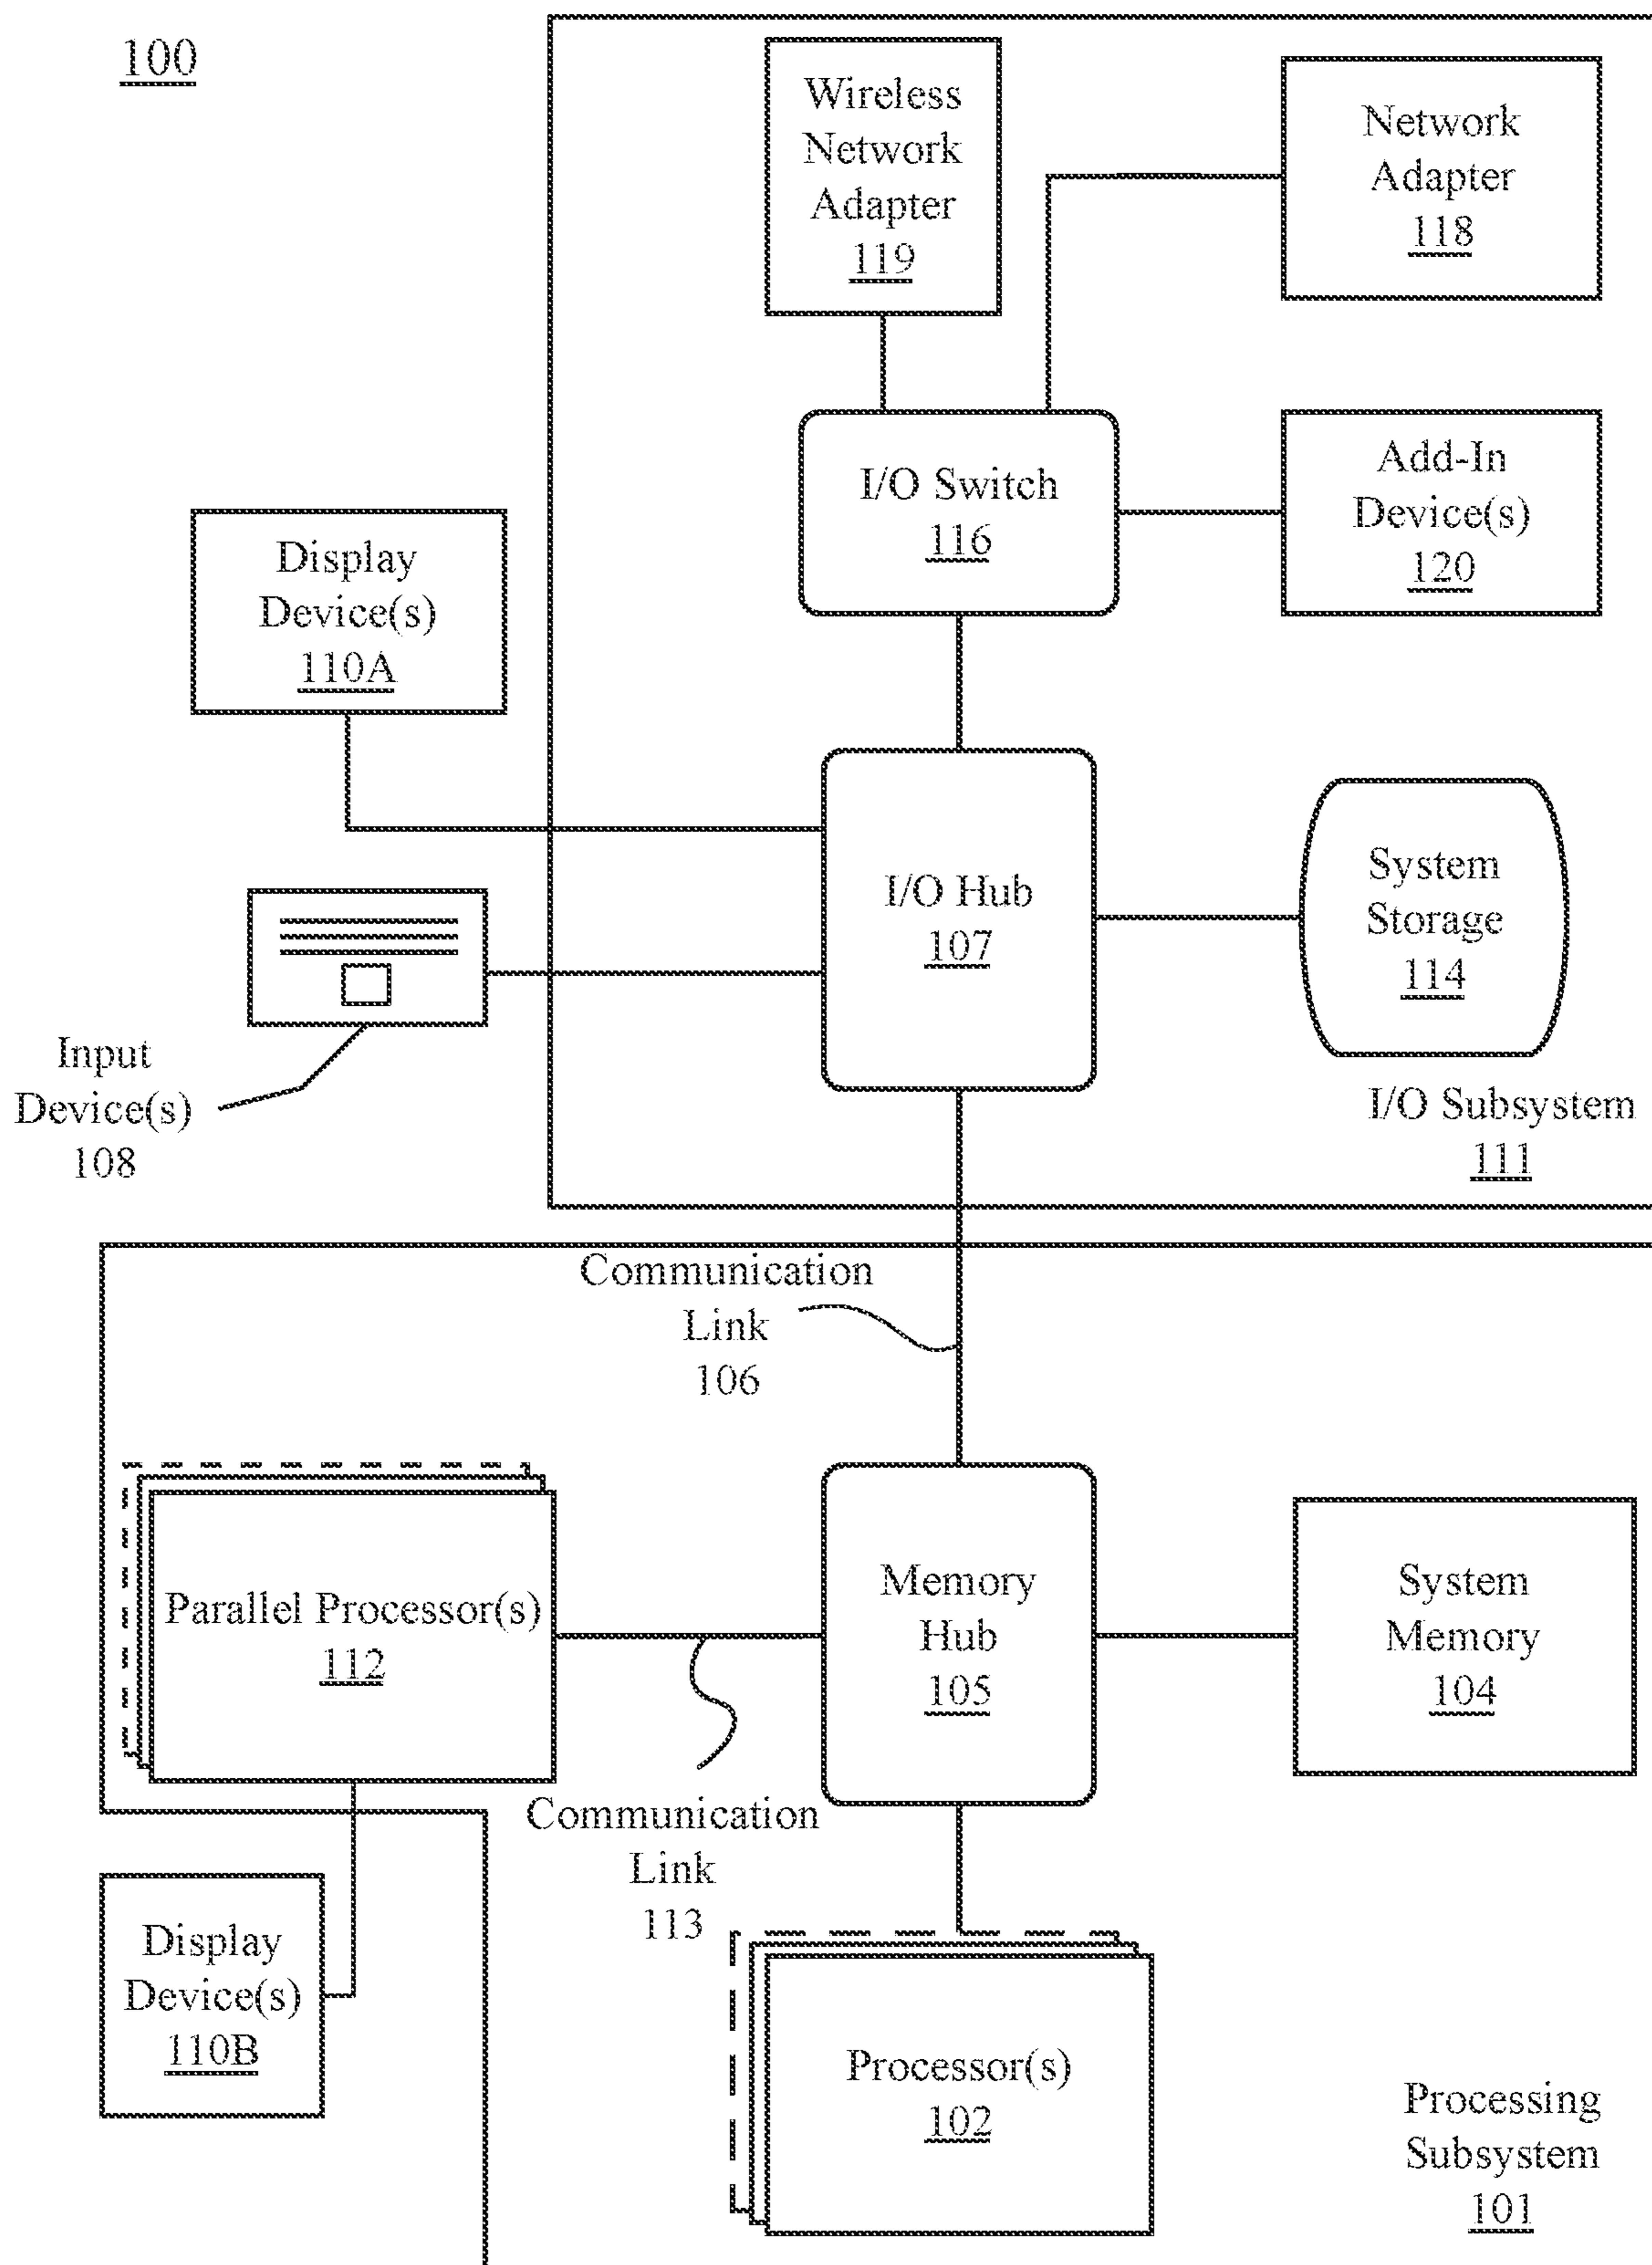 100
Wireless
Network
Adapter
119
Network
Adapter
118
I/O Switch
116
Add-In
Device(s)
120
Display
Device(s)
110A
I/O Hub
107
System
Storage
114
Input
Device(s)
108
I/O Subsystem
111
Communication
Link
106
Parallel Processor(s)
112
Memory
Hub
105
System
Memory
104
Communication
Link
113
Display
Device(s)
110B
Processor(s)
102
Processing
Subsystem
101